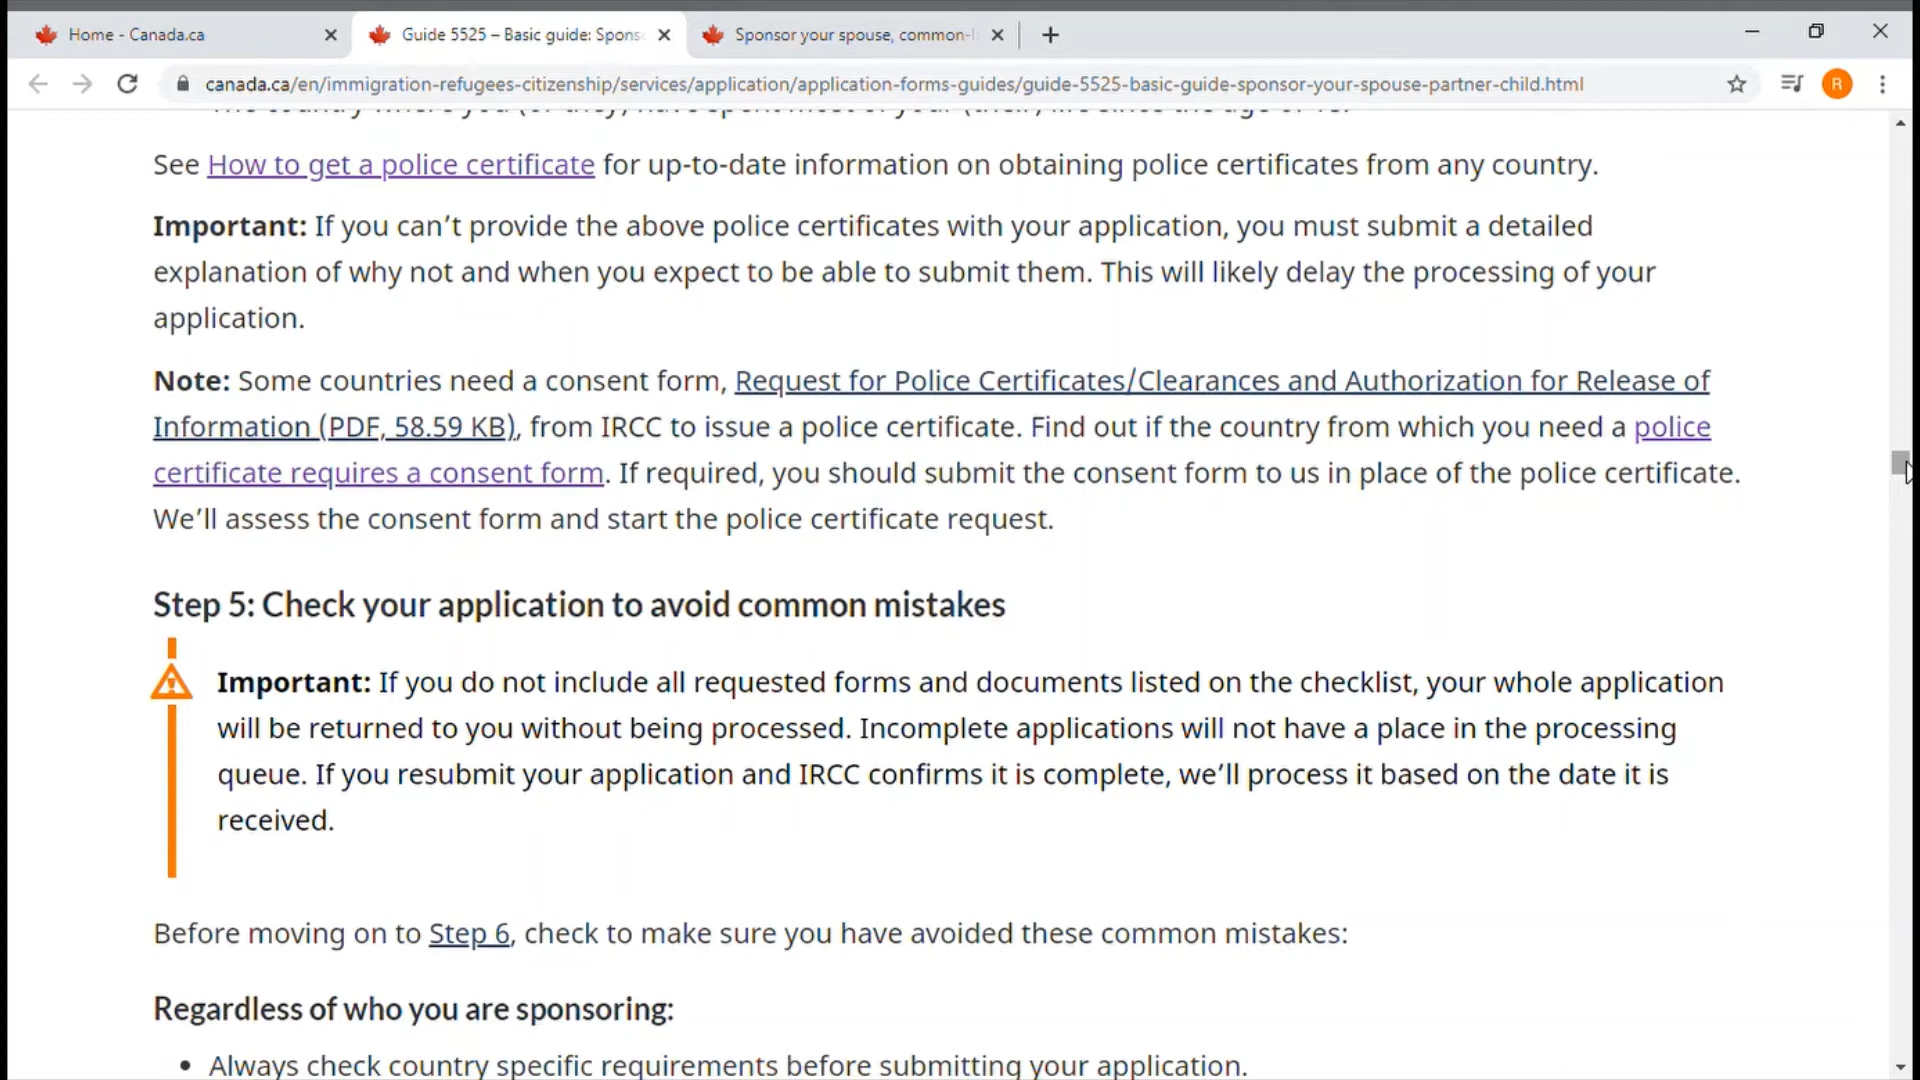 Home - Canada.ca
Guide 5525 – Basic guide: Spons
Sponsor your spouse, common-
canada.ca/en/immigration-refugees-citizenship/services/application/application-forms-guides/guide-5525-basic-guide-sponsor-your-spouse-partner-child.html
R
See How to get a police certificate for up-to-date information on obtaining police certificates from any country.
Important: If you can’t provide the above police certificates with your application, you must submit a detailed
explanation of why not and when you expect to be able to submit them. This will likely delay the processing of your
application.
Note: Some countries need a consent form, Request for Police Certificates/Clearances and Authorization for Release of
Information (PDF, 58.59 KB), from IRCC to issue a police certificate. Find out if the country from which you need a police
certificate requires a consent form. If required, you should submit the consent form to us in place of the police certificate.
We’ll assess the consent form and start the police certificate request.
Step 5: Check your application to avoid common mistakes
Important: If you do not include all requested forms and documents listed on the checklist, your whole application
will be returned to you without being processed. Incomplete applications will not have a place in the processing
queue. If you resubmit your application and IRCC confirms it is complete, we’ll process it based on the date it is
received.
Before moving on to Step 6, check to make sure you have avoided these common mistakes:
Regardless of who you are sponsoring:
• Always check country specific requirements before submitting your application.